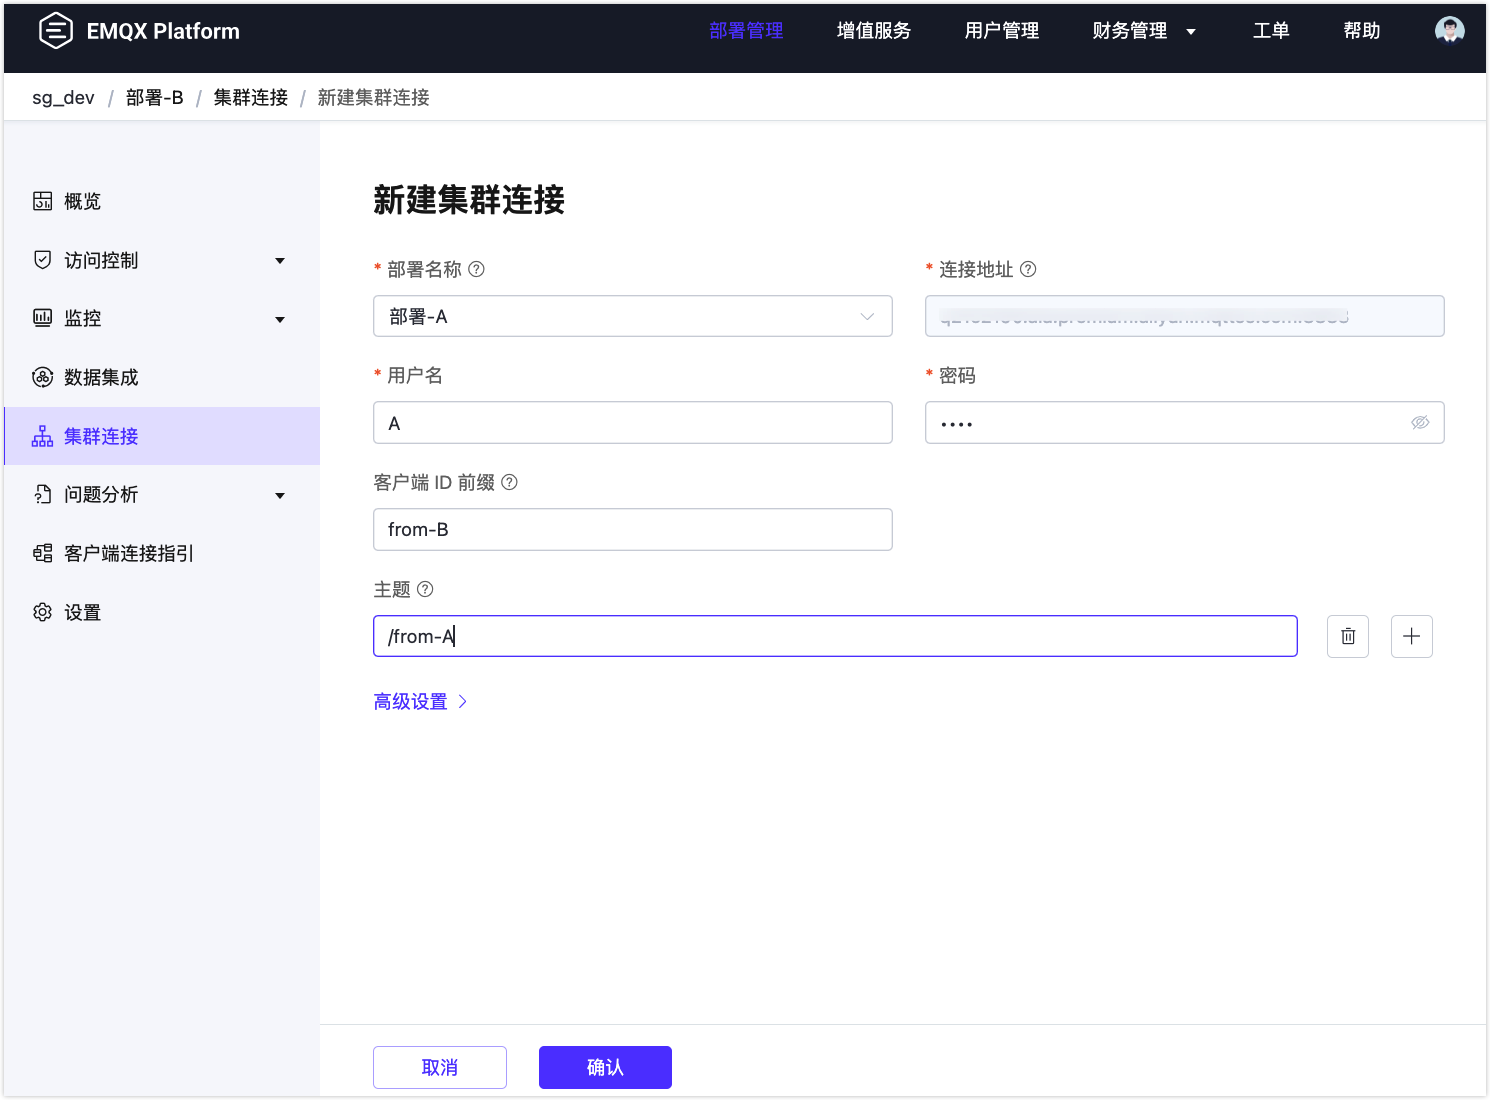 EMQX Platform
部署管理
增值服务
用户管理
财务管理
工单
帮助
sg_dev / 部署-B / 集群连接 / 新建集群连接
概览
访问控制
监控
数据集成
集群连接
问题分析
客户端连接指引
设置
新建集群连接
* 部署名称
部署-A
* 连接地址
* 用户名
A
* 密码
••••
客户端 ID 前缀
from-B
主题
/from-A
高级设置
取消
确认